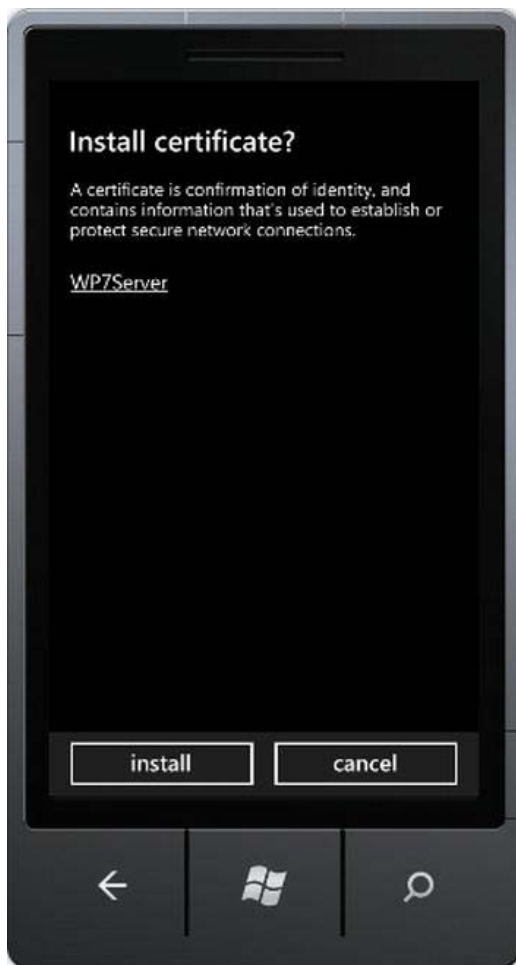 Install certificate?
A certificate is confirmation of identity, and
contains information that's used to establish or
protect secure network connections.
WP7Server
install
cancel